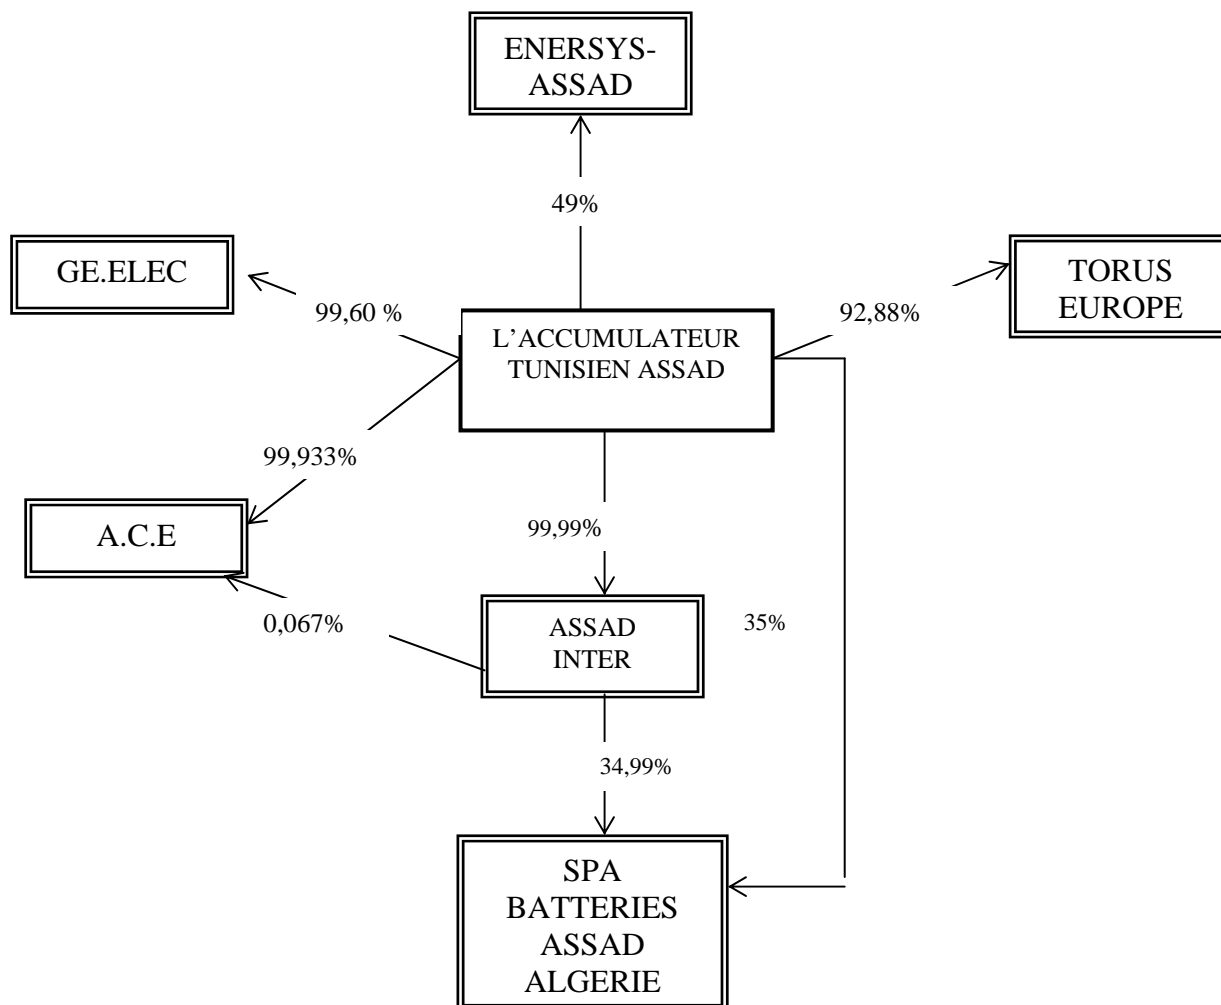 ENERSYS-
ASSAD
49%
GE.ELEC
TORUS
EUROPE
99,60 %
92,88%
L’ACCUMULATEUR
TUNISIEN ASSAD
99,933%
A.C.E
99,99%
0,067%
ASSAD
INTER
35%
34,99%
SPA
BATTERIES
ASSAD
ALGERIE